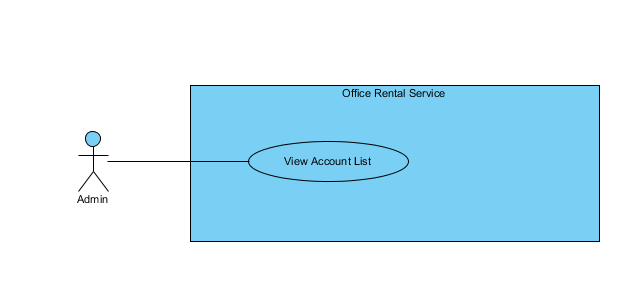 Office Rental Service
View Account List
Admin